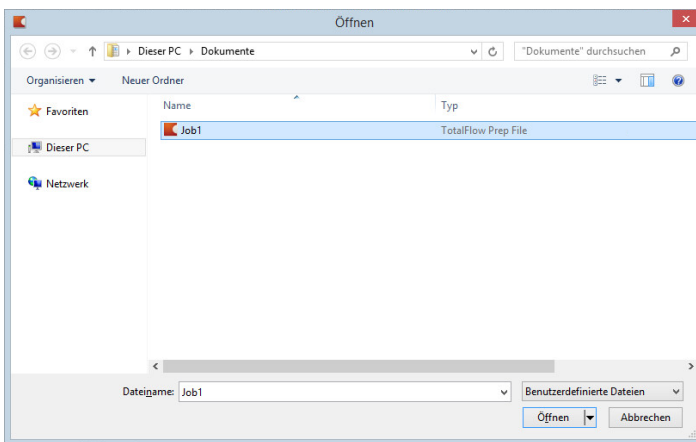 Öffnen
Dieser PC Dokumente
"Dokumente" durchsuchen
Organisieren Neuer Ordner
Name Typ
Favoriten
Job1 TotalFlow Prep File
Dieser PC
Netzwerk
Dateiname: Job1 Benutzerdefinierte Dateien
Öffnen Abbrechen